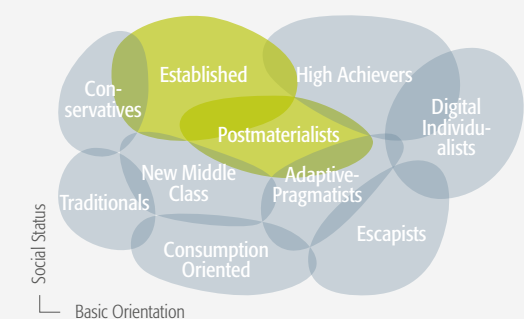 Established
High Achievers
Con-
servatives
Digital
Individu-
alists
Postmaterialists
New Middle
Class
Adaptive-
Pragmatists
Traditionals
Escapists
Consumption
Oriented
Social Status
Basic Orientation